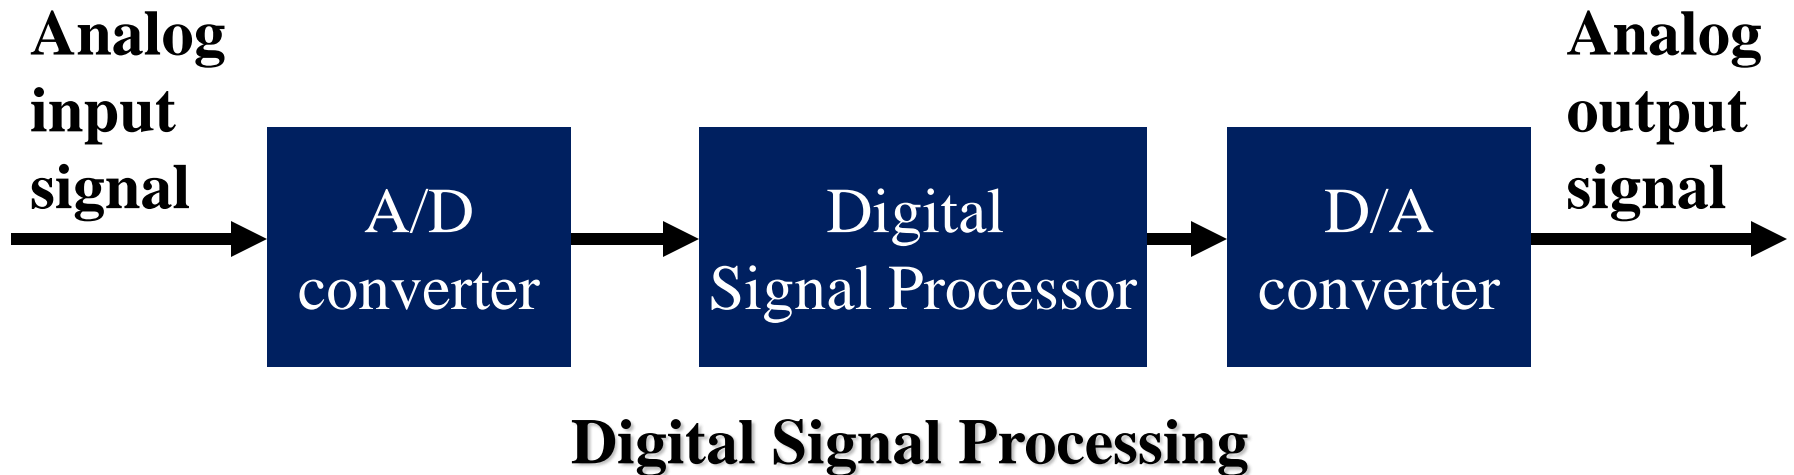 Analog
input
signal
A/D
converter
Digital
Signal Processor
D/A
converter
Analog
output
signal
Digital Signal Processing